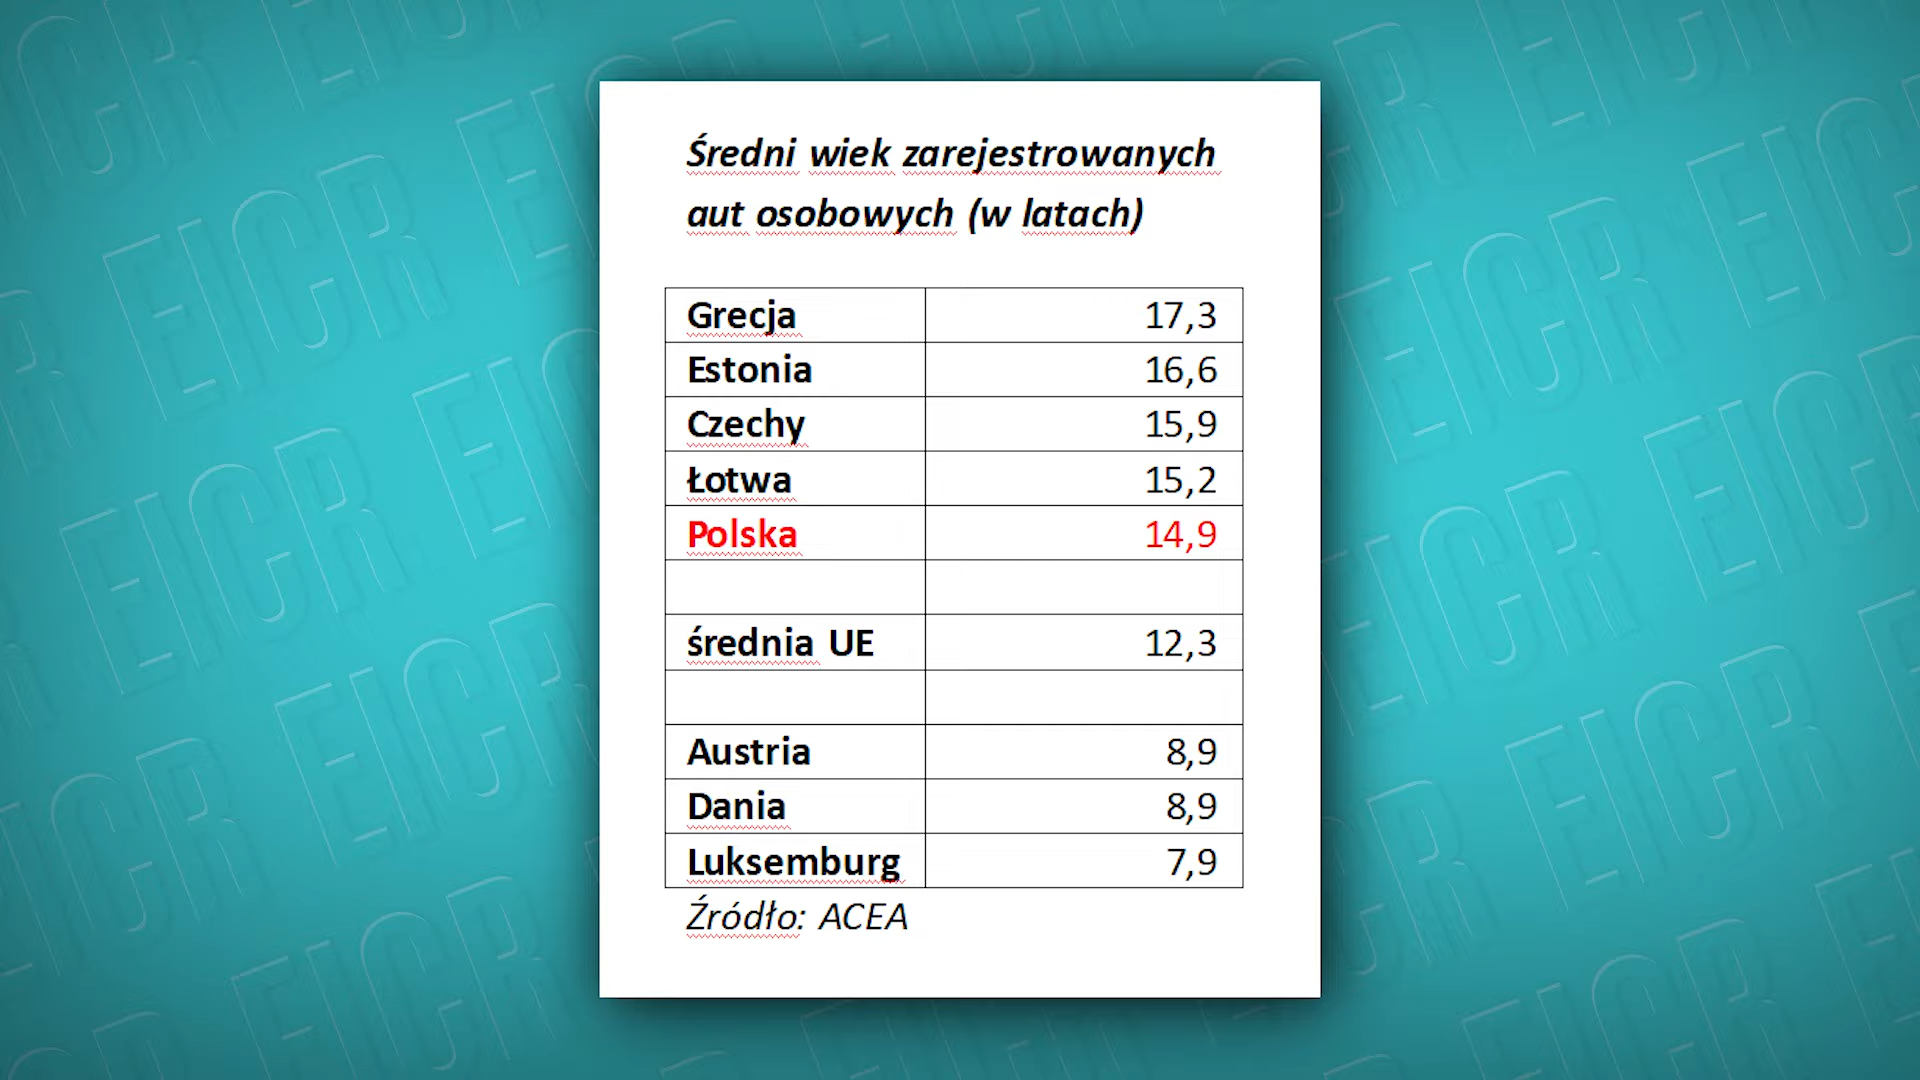 Średni wiek zarejestrowanych
aut osobowych (w latach)
Grecja 17,3
Estonia 16,6
Czechy 15,9
Łotwa 15,2
Polska 14,9
średnia UE 12,3
Austria 8,9
Dania 8,9
Luksemburg 7,9
Źródło: ACEA